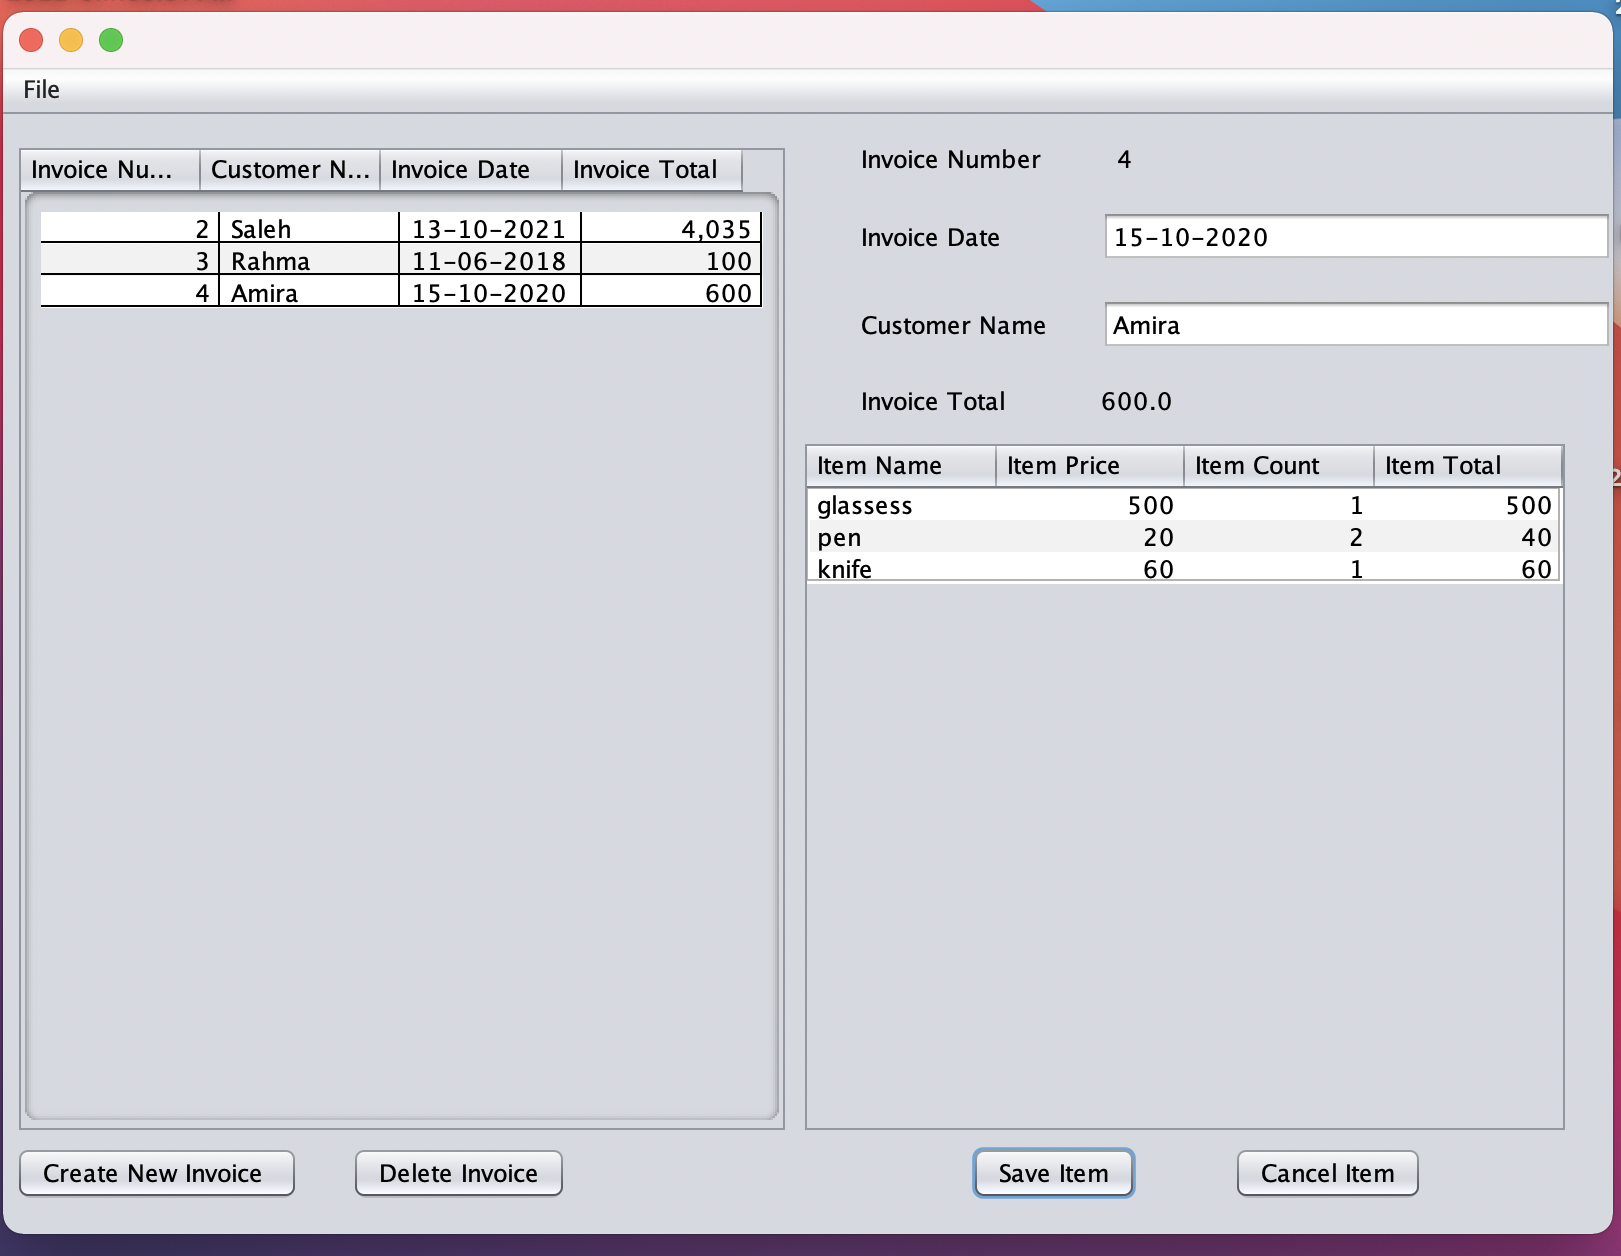 File
Invoice Nu... Customer N... Invoice Date Invoice Total
2 Saleh 13-10-2021 4,035
3 Rahma 11-06-2018 100
4 Amira 15-10-2020 600
Invoice Number 4
Invoice Date 15-10-2020
Customer Name Amira
Invoice Total 600.0
Item Name Item Price Item Count Item Total
glassess 500 1 500
pen 20 2 40
knife 60 1 60
Create New Invoice Delete Invoice Save Item Cancel Item